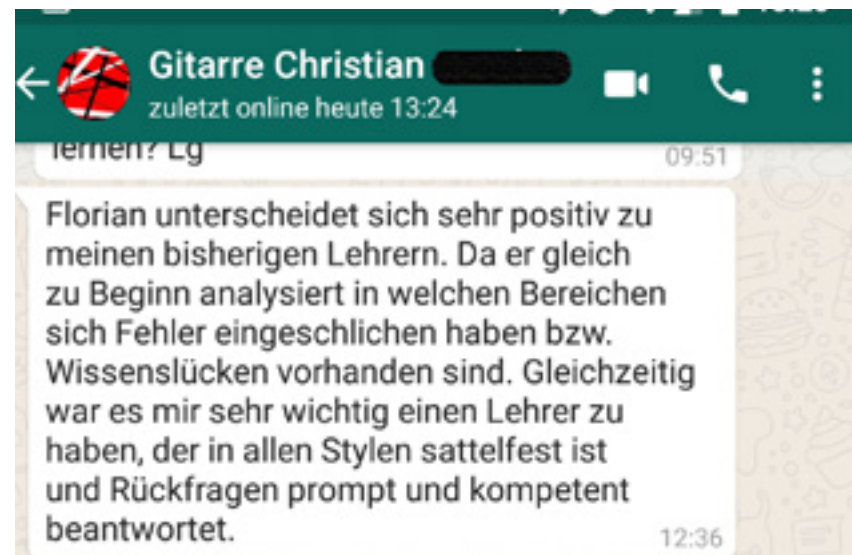 Gitarre Christian
zuletzt online heute 13:24
lernen? Lg
09:51
Florian unterscheidet sich sehr positiv zu
meinen bisherigen Lehrern. Da er gleich
zu Beginn analysiert in welchen Bereichen
sich Fehler eingeschlichen haben bzw.
Wissenslücken vorhanden sind. Gleichzeitig
war es mir sehr wichtig einen Lehrer zu
haben, der in allen Stylen sattelfest ist
und Rückfragen prompt und kompetent
beantwortet.
12:36